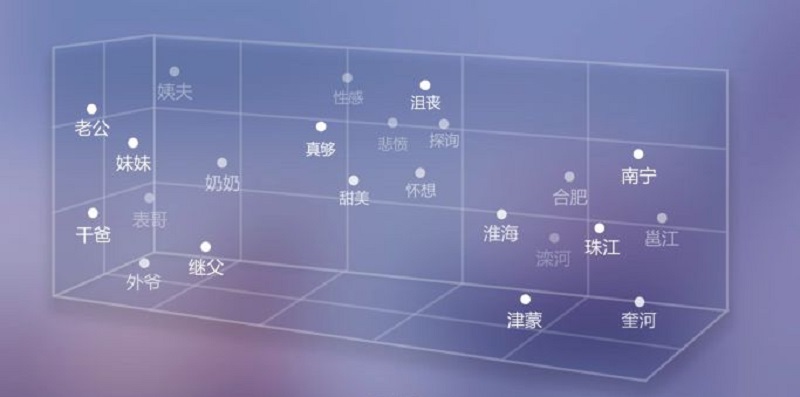 姨夫
性感
沮丧
老公
悲愤
探询
妹妹
真够
奶奶
南宁
甜美
怀想
合肥
表哥
干爸
淮海
珠江
邕江
滦河
继父
外爷
津蒙
奎河